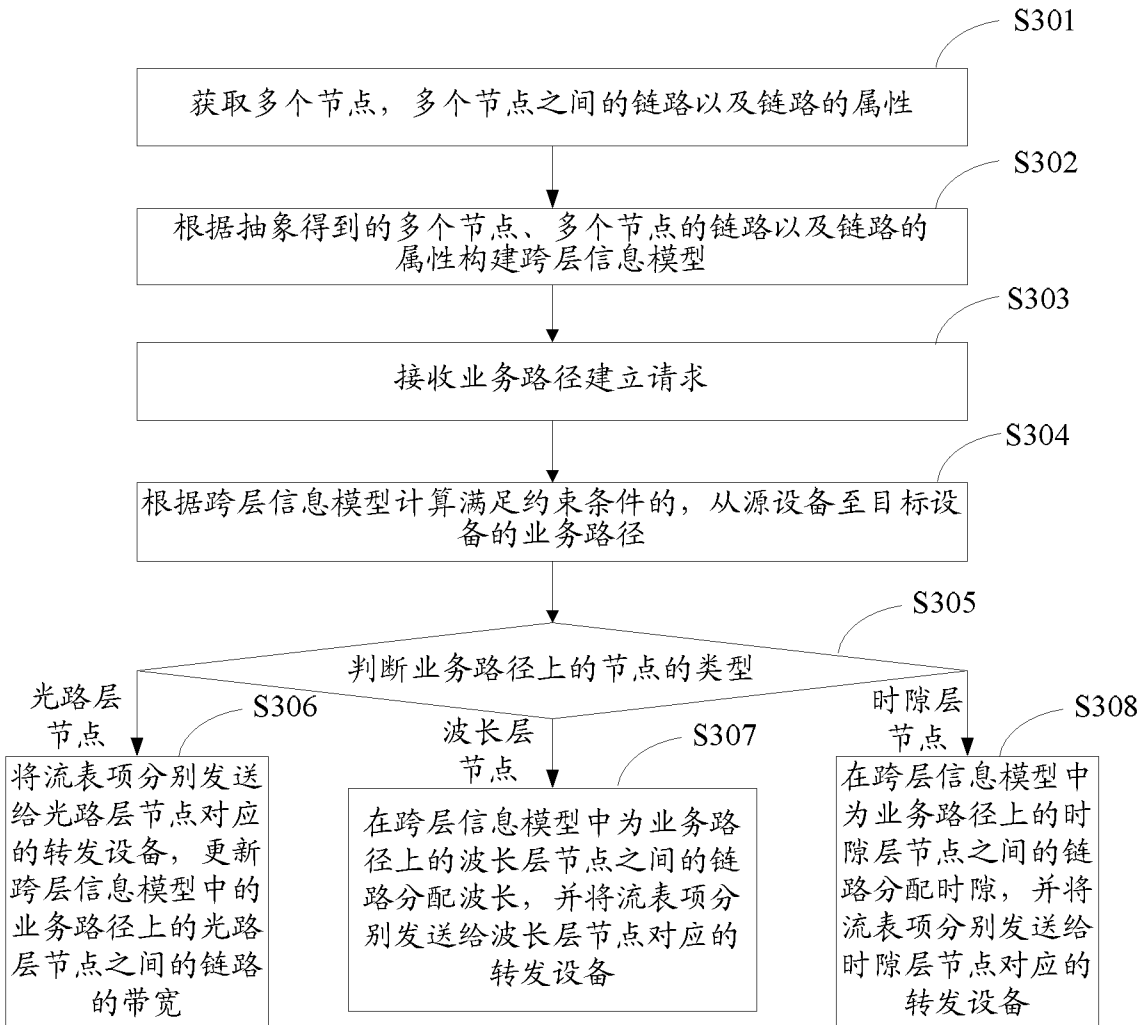 S301
获取多个节点，多个节点之间的链路以及链路的属性
S302
根据抽象得到的多个节点、多个节点的链路以及链路的
属性构建跨层信息模型
S303
接收业务路径建立请求
S304
根据跨层信息模型计算满足约束条件的，从源设备至目标设
备的业务路径
S305
判断业务路径上的节点的类型
光路层
节点
S306
将流表项分别发送
给光路层节点对应
的转发设备，更新
跨层信息模型中的
业务路径上的光路
层节点之间的链路
的带宽
波长层
节点
S307
在跨层信息模型中为业务路
径上的波长层节点之间的链
路分配波长，并将流表项分
别发送给波长层节点对应的
转发设备
时隙层
节点
S308
在跨层信息模型中
为业务路径上的时
隙层节点之间的链
路分配时隙，并将
流表项分别发送给
时隙层节点对应的
转发设备